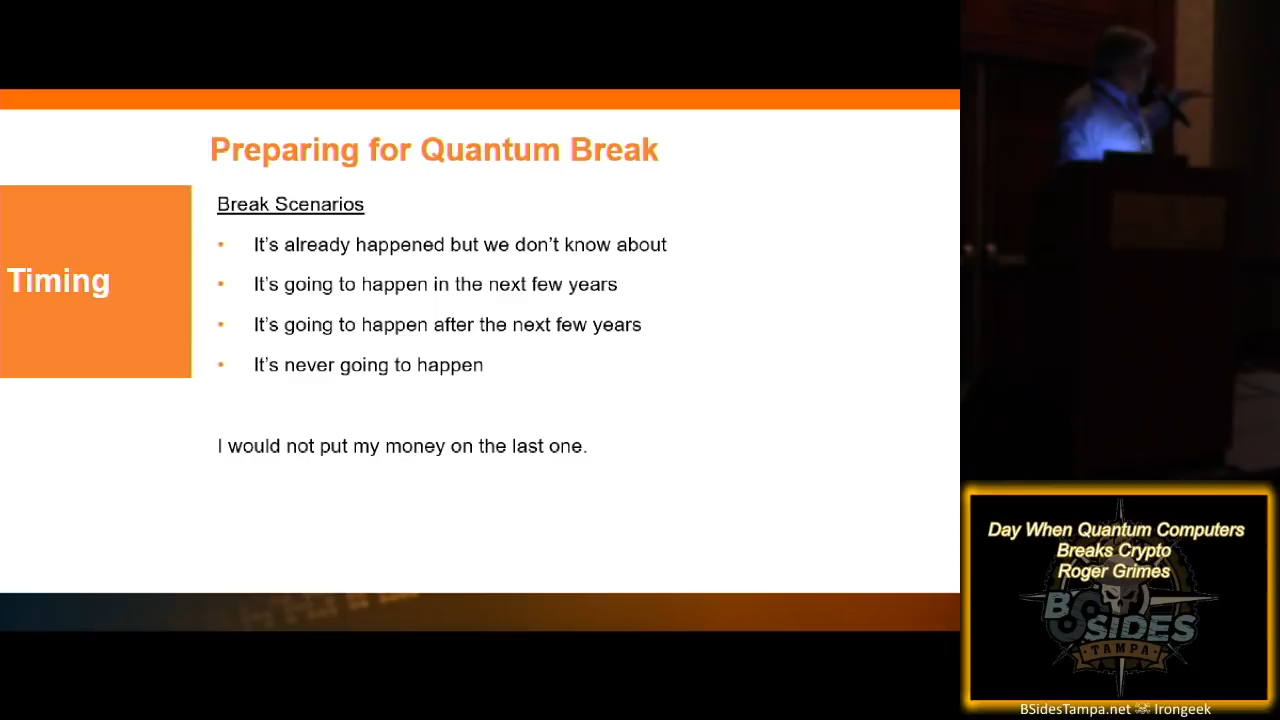 Preparing for Quantum Break
Timing
Break Scenarios
• It's already happened but we don't know about
• It's going to happen in the next few years
• It's going to happen after the next few years
• It's never going to happen
I would not put my money on the last one.
Day When Quantum Computers
Breaks Crypto
Roger Grimes
BSIDES
TAMPA
BSidesTampa.net ☠ Irongeek